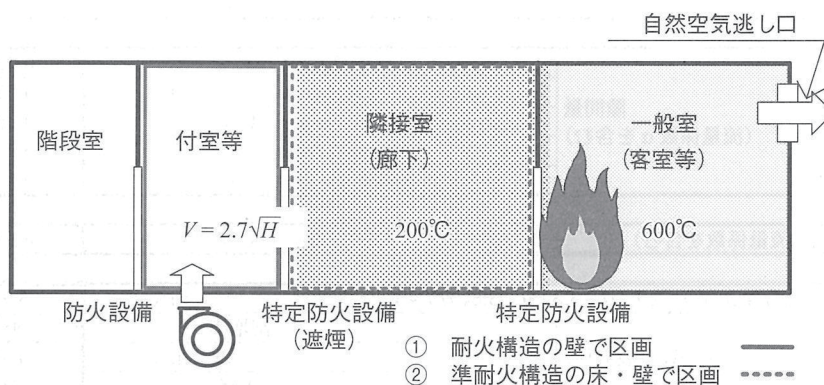 自然空気逃し口
階段室
付室等
隣接室
(廊下)
一般室
(客室等)
V = 2.7√H
200℃
600℃
防火設備
特定防火設備
(遮煙)
特定防火設備
① 耐火構造の壁で区画
② 準耐火構造の床・壁で区画